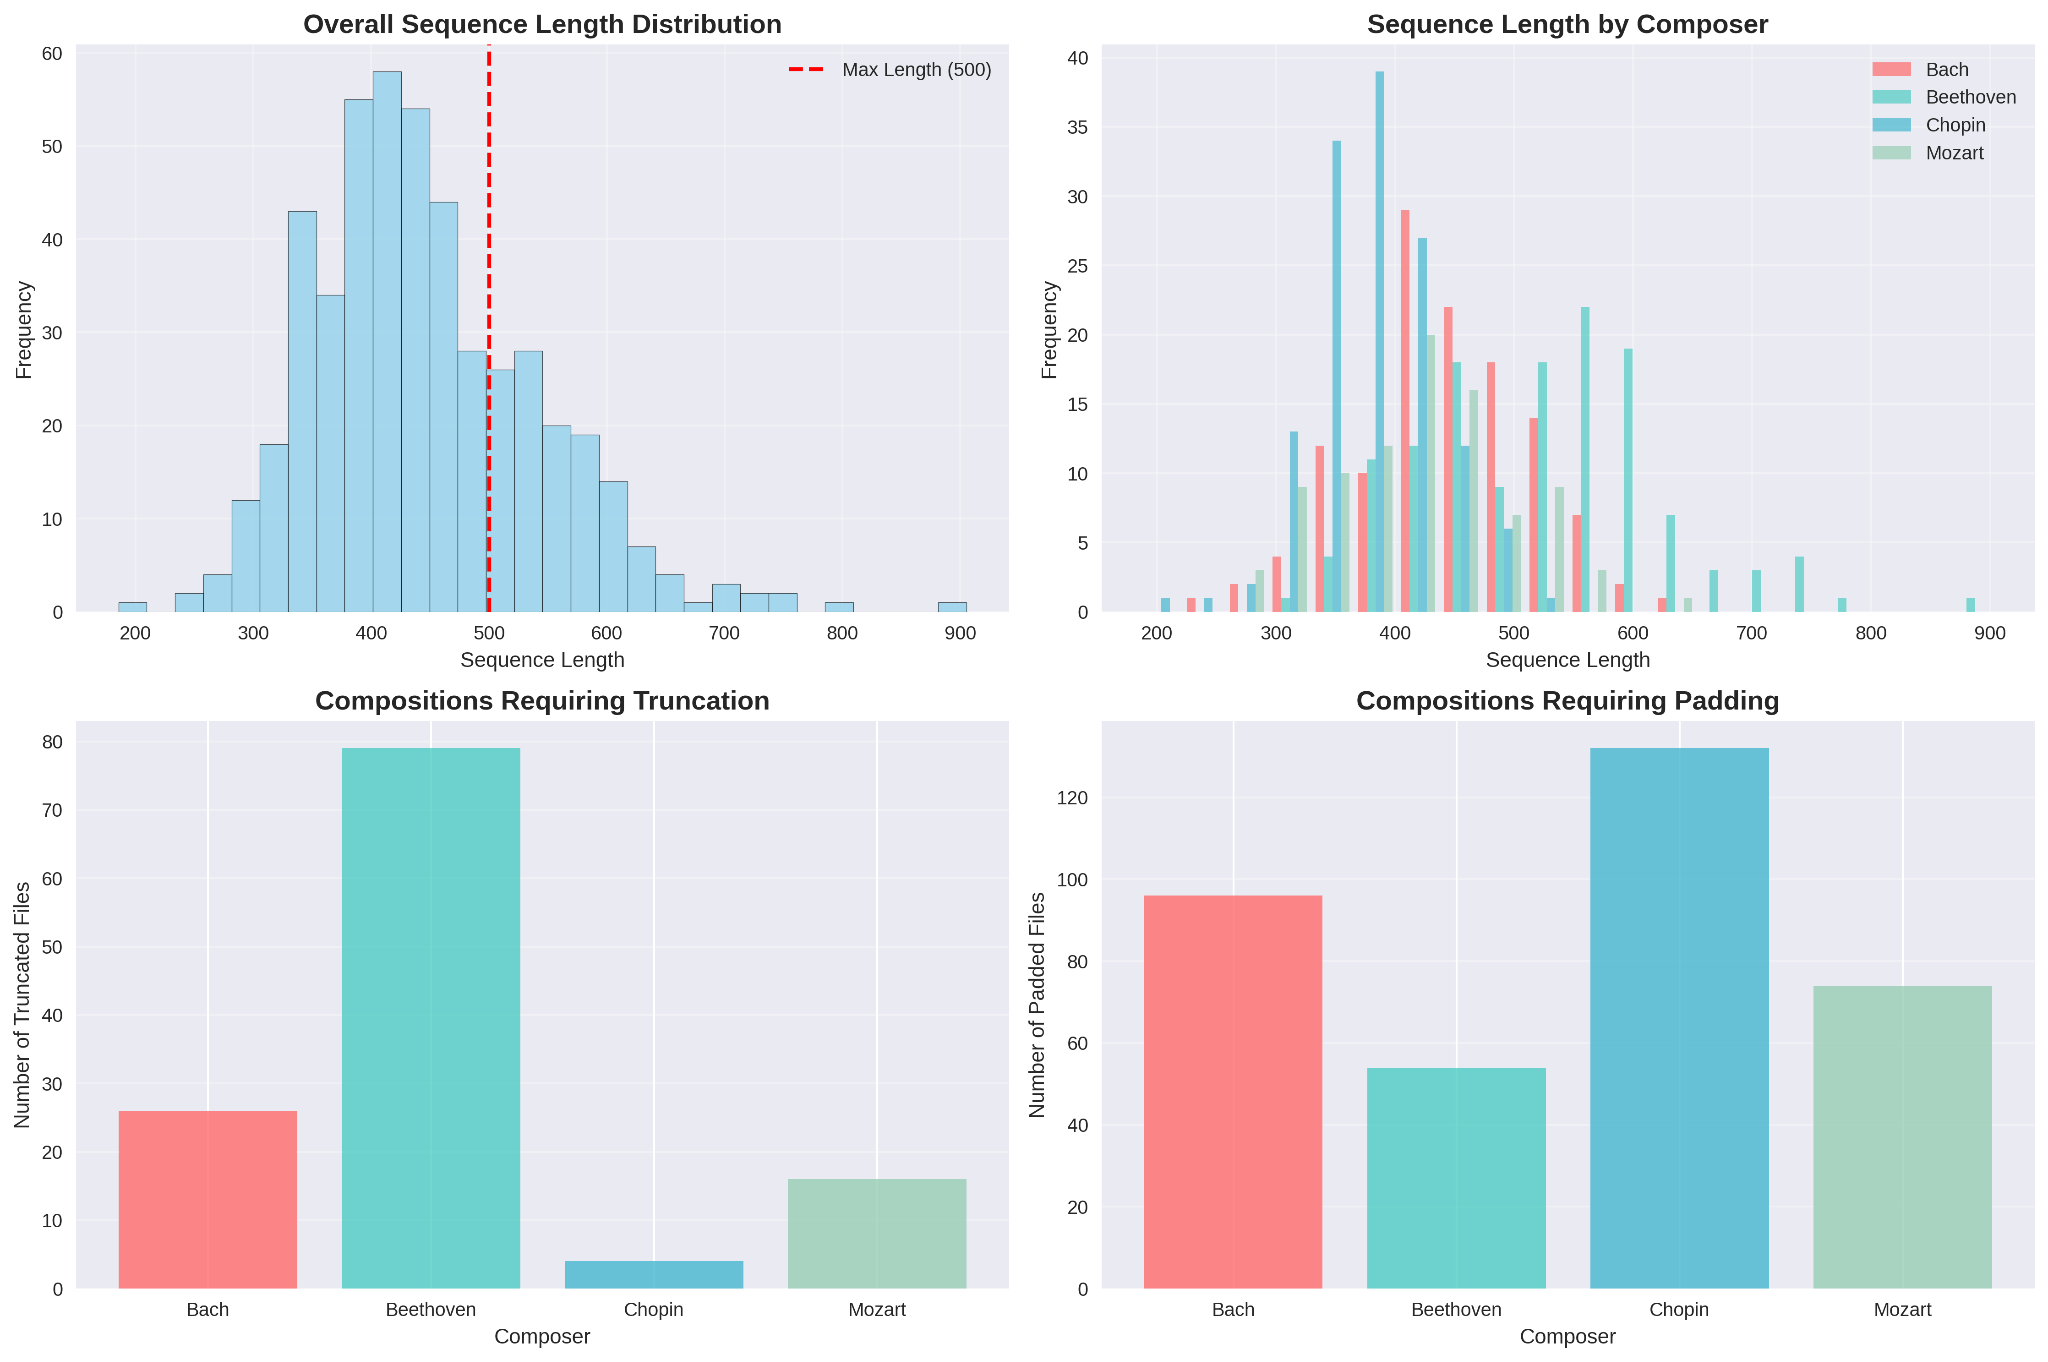 Overall Sequence Length Distribution
60
50
40
30
20
10
0
Frequency
Max Length (500)
200 300 400 500 600 700 800 900
Sequence Length
Sequence Length by Composer
40
35
30
25
20
15
10
5
0
Frequency
Bach
Beethoven
Chopin
Mozart
200 300 400 500 600 700 800 900
Sequence Length
Compositions Requiring Truncation
80
70
60
50
40
30
20
10
0
Number of Truncated Files
Bach Beethoven Chopin Mozart
Composer
Compositions Requiring Padding
120
100
80
60
40
20
0
Number of Padded Files
Bach Beethoven Chopin Mozart
Composer